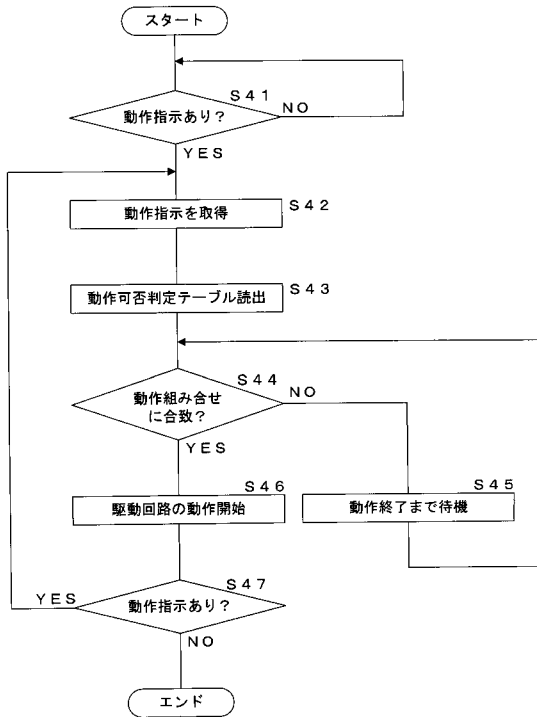 スタート
S41
動作指示あり？
NO
YES
動作指示を取得
S42
動作可否判定テーブル読出
S43
S44
動作組み合せ
に合致？
NO
YES
S46
駆動回路の動作開始
S45
動作終了まで待機
S47
YES
動作指示あり？
NO
エンド